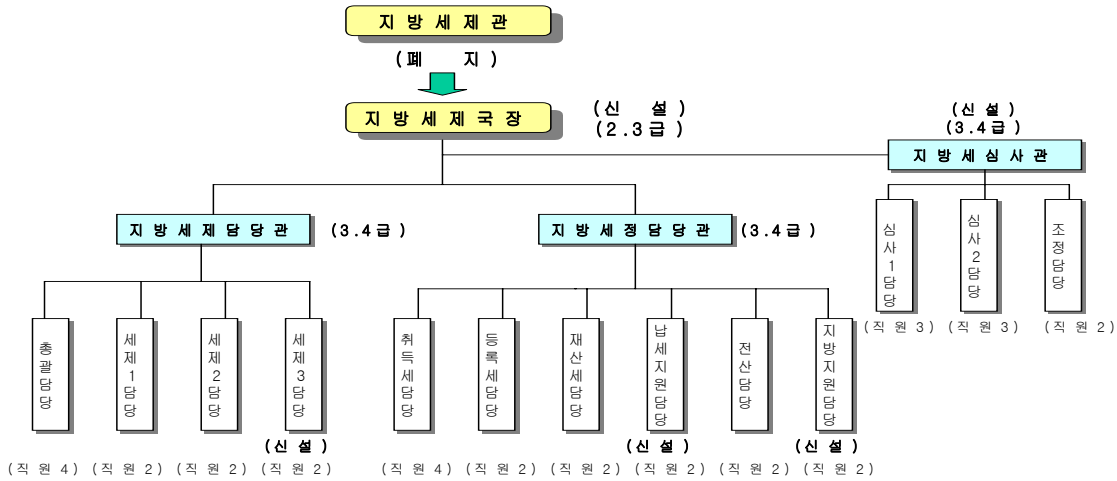 지방세제관
(폐 지)
지방세제국장
(신 설)
(2.3급)
(신 설)
(3.4급)
지방세심사관
지방세제담당관
(3.4급)
지방세정담당관
(3.4급)
심사1담당
심사2담당
조정담당
(직원3)
(직원3)
(직원2)
총괄담당
세제1담당
세제2담당
세제3담당
취득세담당
등록세담당
재산세담당
납세지원담당
전산담당
지방지원담당
(신설)
(신설)
(신설)
(직원4)
(직원2)
(직원2)
(직원2)
(직원4)
(직원2)
(직원2)
(직원2)
(직원2)
(직원2)